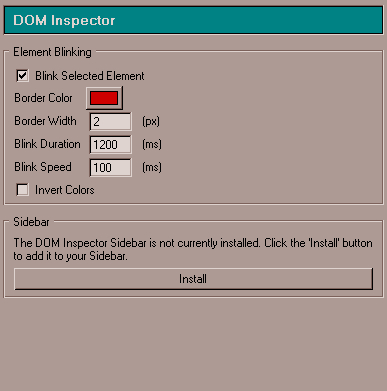 DOM Inspector
Element Blinking
Blink Selected Element
Border Color
Border Width 2 (px)
Blink Duration 1200 (ms)
Blink Speed 100 (ms)
Invert Colors
Sidebar
The DOM Inspector Sidebar is not currently installed. Click the 'Install' button
to add it to your Sidebar.
Install